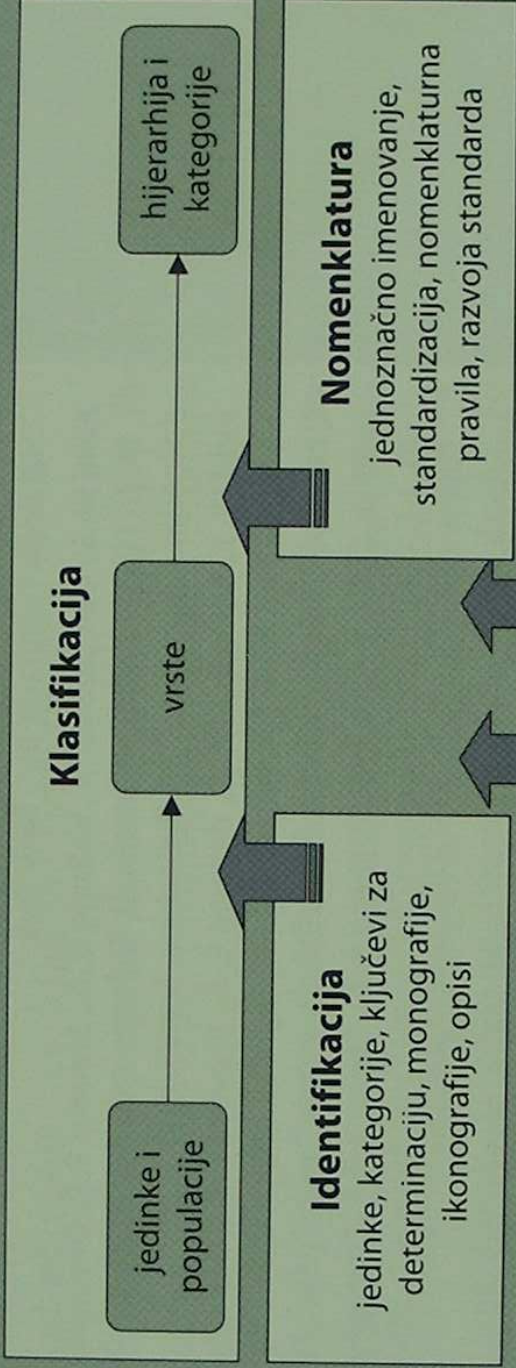 Klasifikacija
jedinke i
populacije
vrste
hijerarhija i
kategorije
Identifikacija
jedinke, kategorije, ključevi za
determinaciju, monografije,
ikonografije, opisi
Nomenklatura
jednoznačno imenovanje,
standardizacija, nomenklaturna
pravila, razvoja standarda